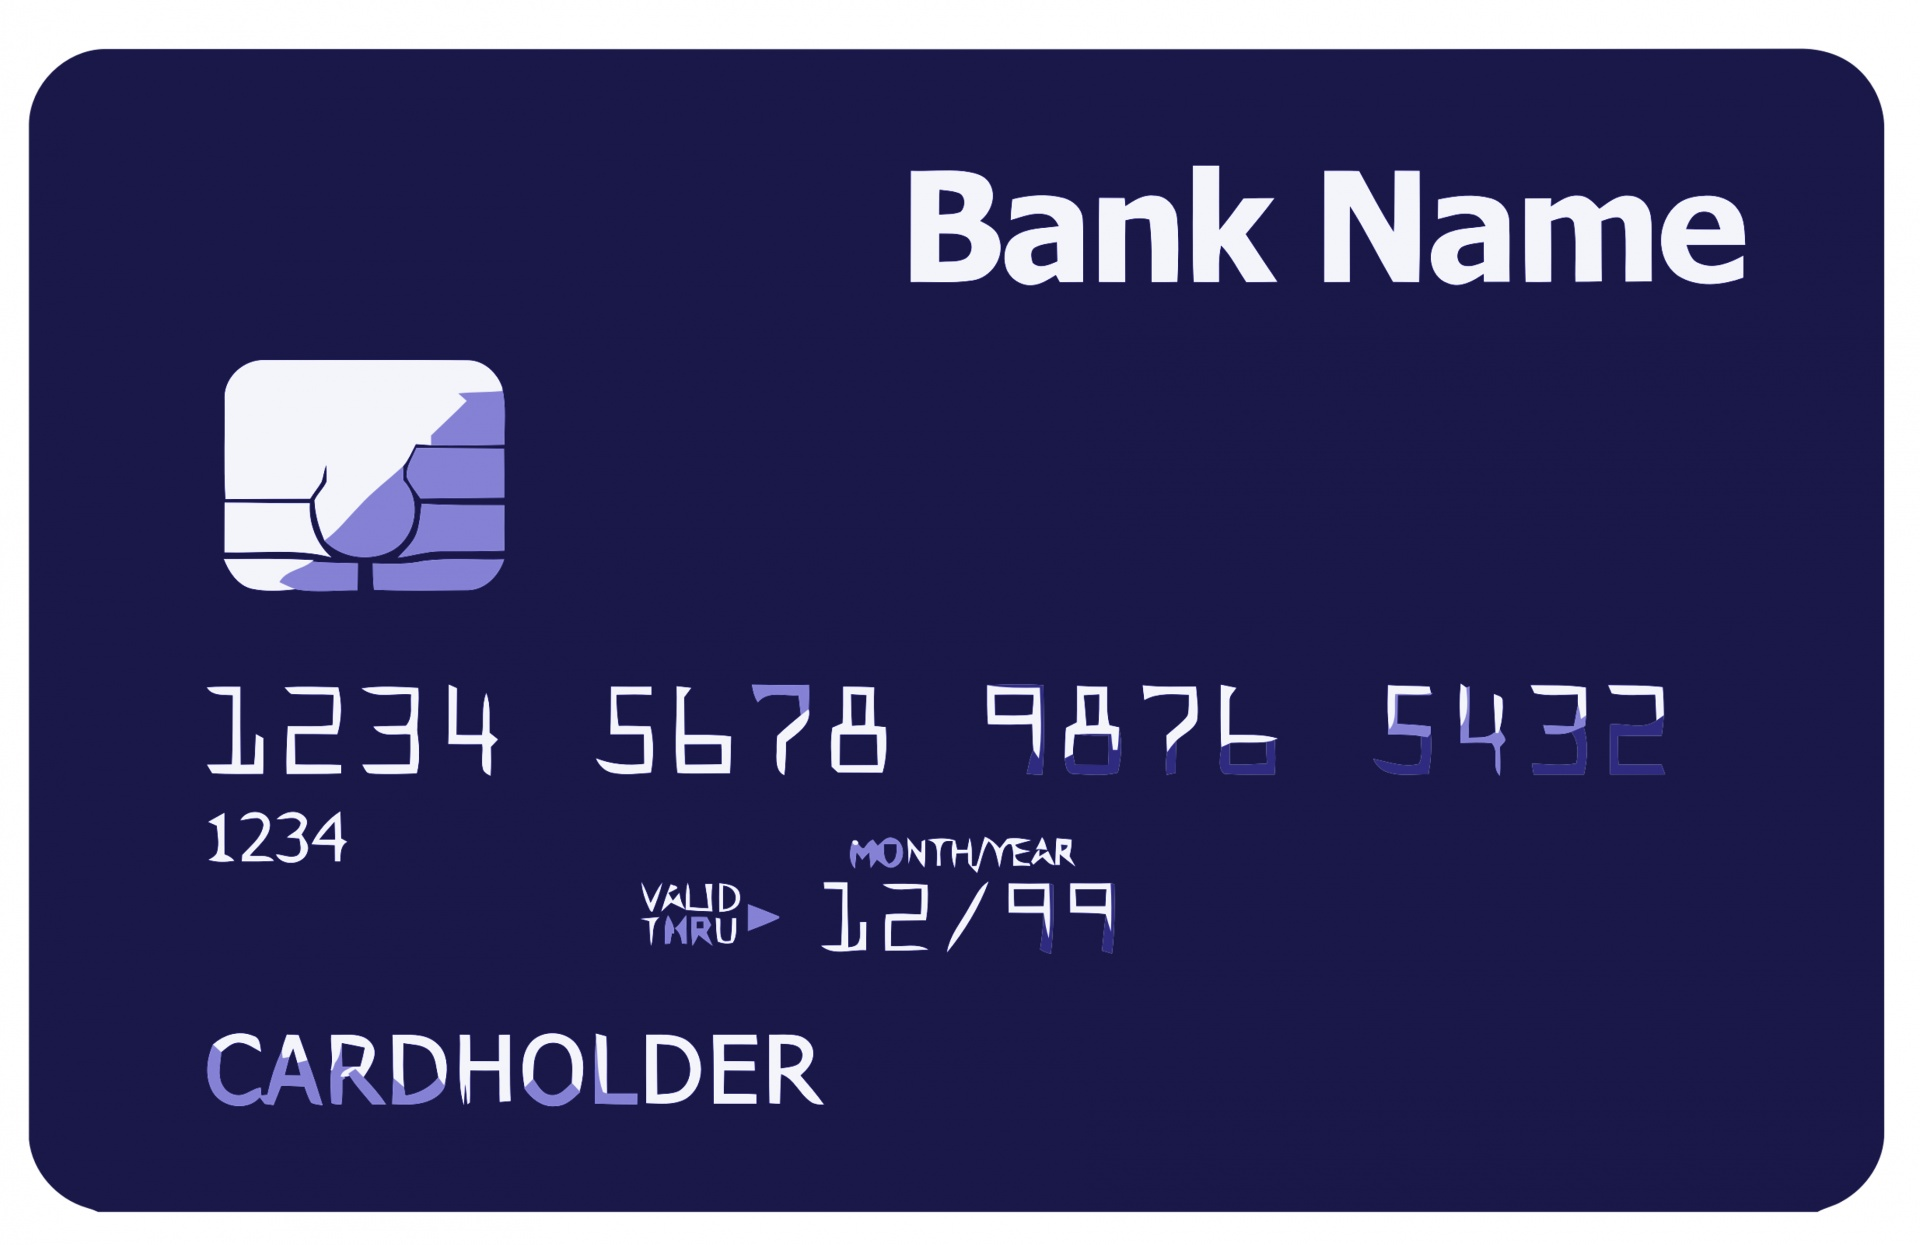 Bank Name
1234 5678 9876 5432
1234
MONTH/YEAR
VALID
THRU
12/99
CARDHOLDER